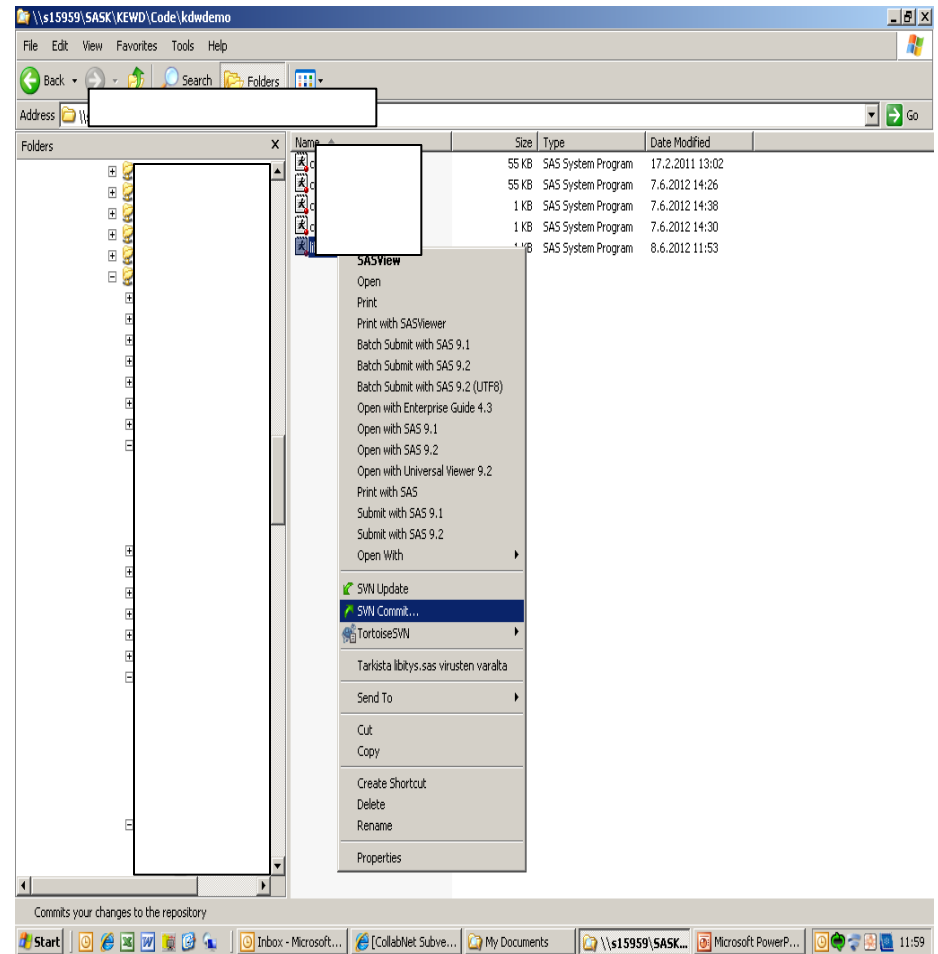 \\s15959\SASK\KEWD\Code\kdwdemo
File Edit View Favorites Tools Help
Back Search Folders
Address Go
Folders X Name Size Type Date Modified
55 KB SAS System Program 17.2.2011 13:02
55 KB SAS System Program 7.6.2012 14:26
1 KB SAS System Program 7.6.2012 14:38
1 KB SAS System Program 7.6.2012 14:30
1 KB SAS System Program 8.6.2012 11:53
SASView
Open
Print
Print with SASViewer
Batch Submit with SAS 9.1
Batch Submit with SAS 9.2
Batch Submit with SAS 9.2 (UTF8)
Open with Enterprise Guide 4.3
Open with SAS 9.1
Open with SAS 9.2
Open with Universal Viewer 9.2
Print with SAS
Submit with SAS 9.1
Submit with SAS 9.2
Open With
SVN Update
SVN Commit...
TortoiseSVN
Tarkista libitys.sas virusten varalta
Send To
Cut
Copy
Create Shortcut
Delete
Rename
Properties
Commits your changes to the repository
Start Inbox - Microsoft... [CollabNet Subve... My Documents \\s15959\SASK... Microsoft PowerP... 11:59